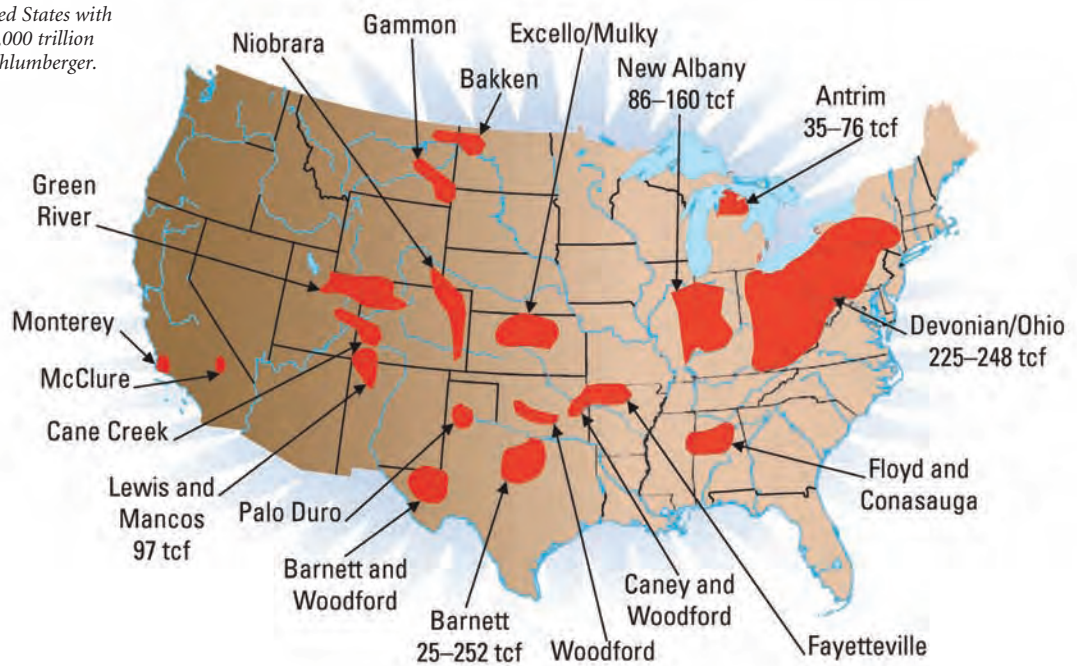 ed States with
,000 trillion
hlumberger.
Niobrara
Gammon
Bakken
Excello/Mulky
New Albany
86–160 tcf
Antrim
35–76 tcf
Green
River
Monterey
McClure
Cane Creek
Lewis and
Mancos
97 tcf
Palo Duro
Barnett and
Woodford
Barnett
25–252 tcf
Woodford
Caney and
Woodford
Fayetteville
Floyd and
Conasauga
Devonian/Ohio
225–248 tcf